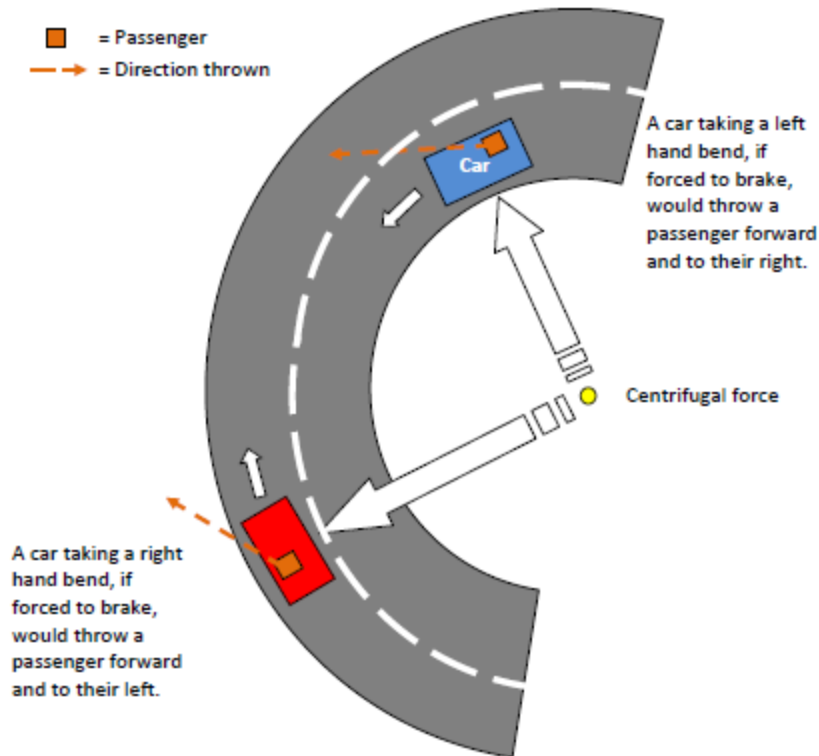 = Passenger
= Direction thrown
A car taking a left
hand bend, if
forced to brake,
would throw a
passenger forward
and to their right.
Car
Centrifugal force
A car taking a right
hand bend, if
forced to brake,
would throw a
passenger forward
and to their left.